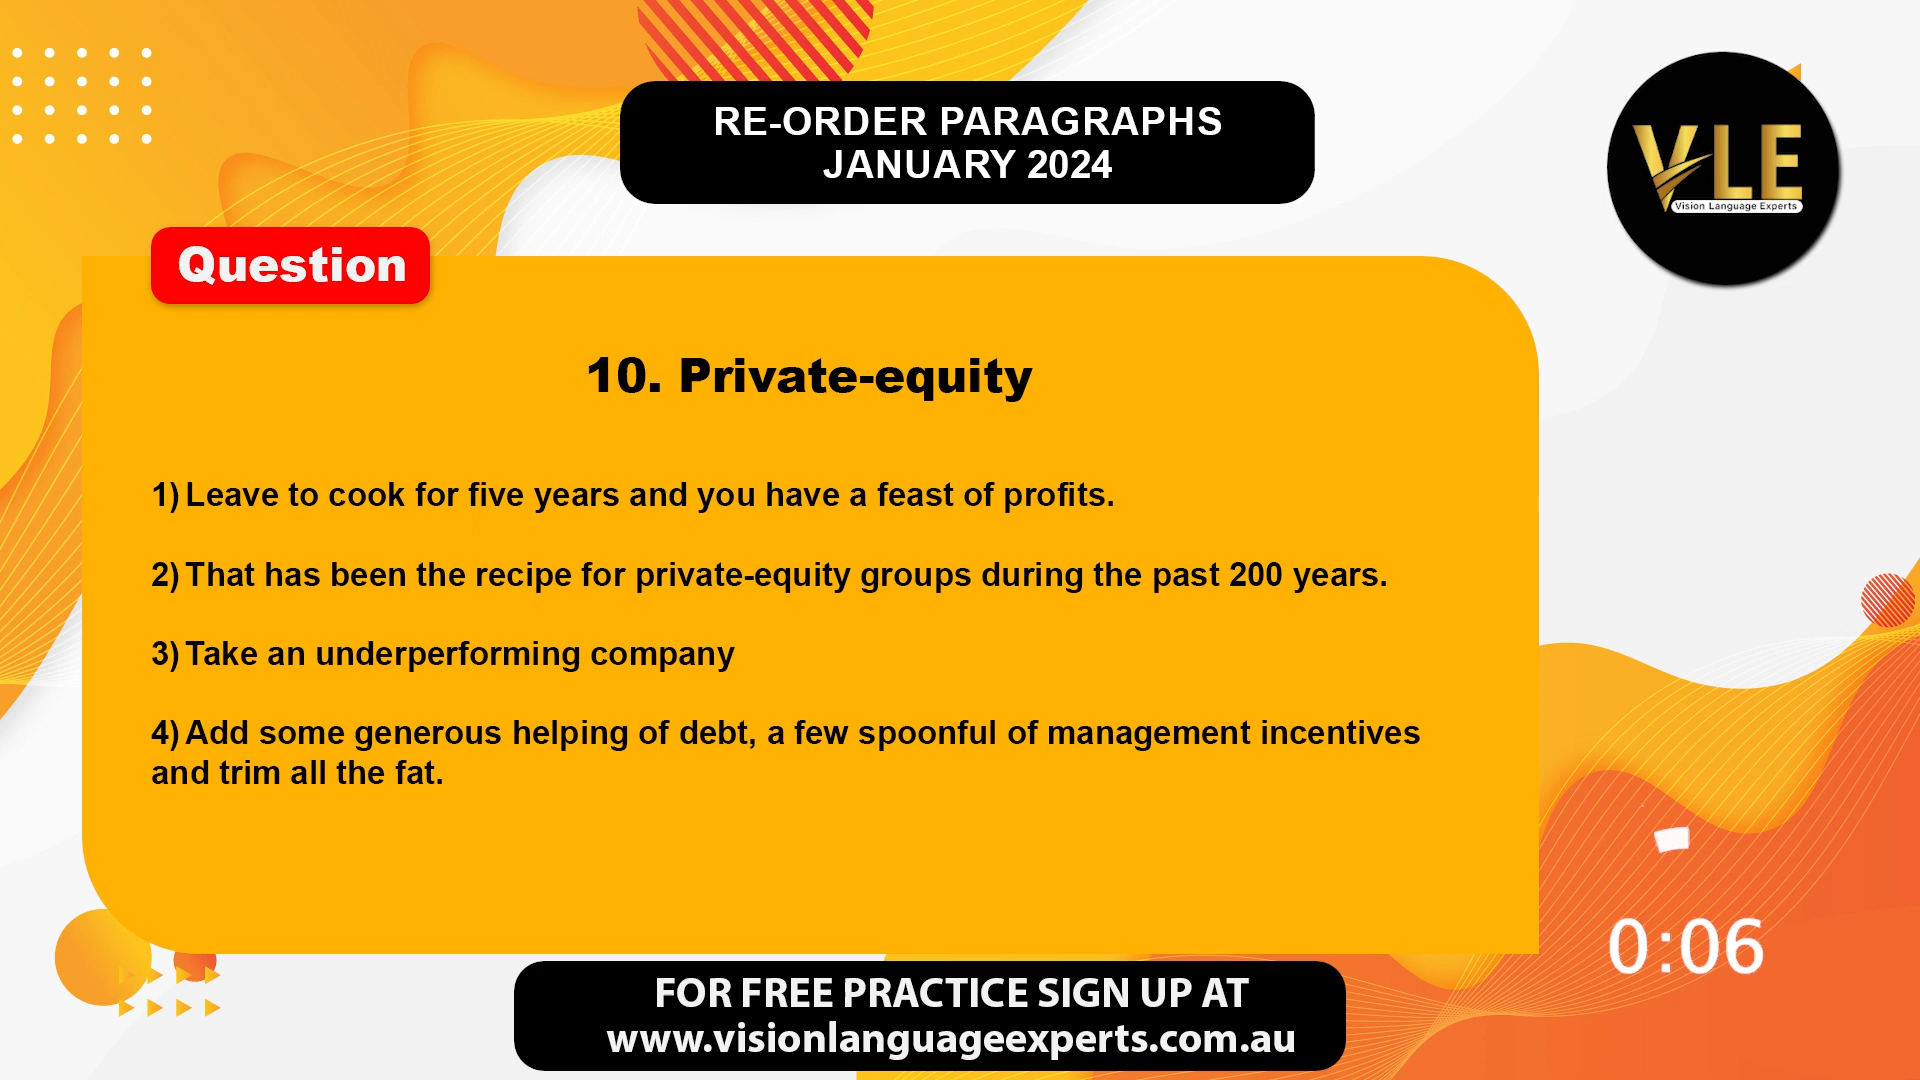 RE-ORDER PARAGRAPHS
JANUARY 2024
VLE
Vision Language Experts
Question
10. Private-equity
1) Leave to cook for five years and you have a feast of profits.
2) That has been the recipe for private-equity groups during the past 200 years.
3) Take an underperforming company
4) Add some generous helping of debt, a few spoonful of management incentives
and trim all the fat.
0:06
FOR FREE PRACTICE SIGN UP AT
www.visionlanguageexperts.com.au